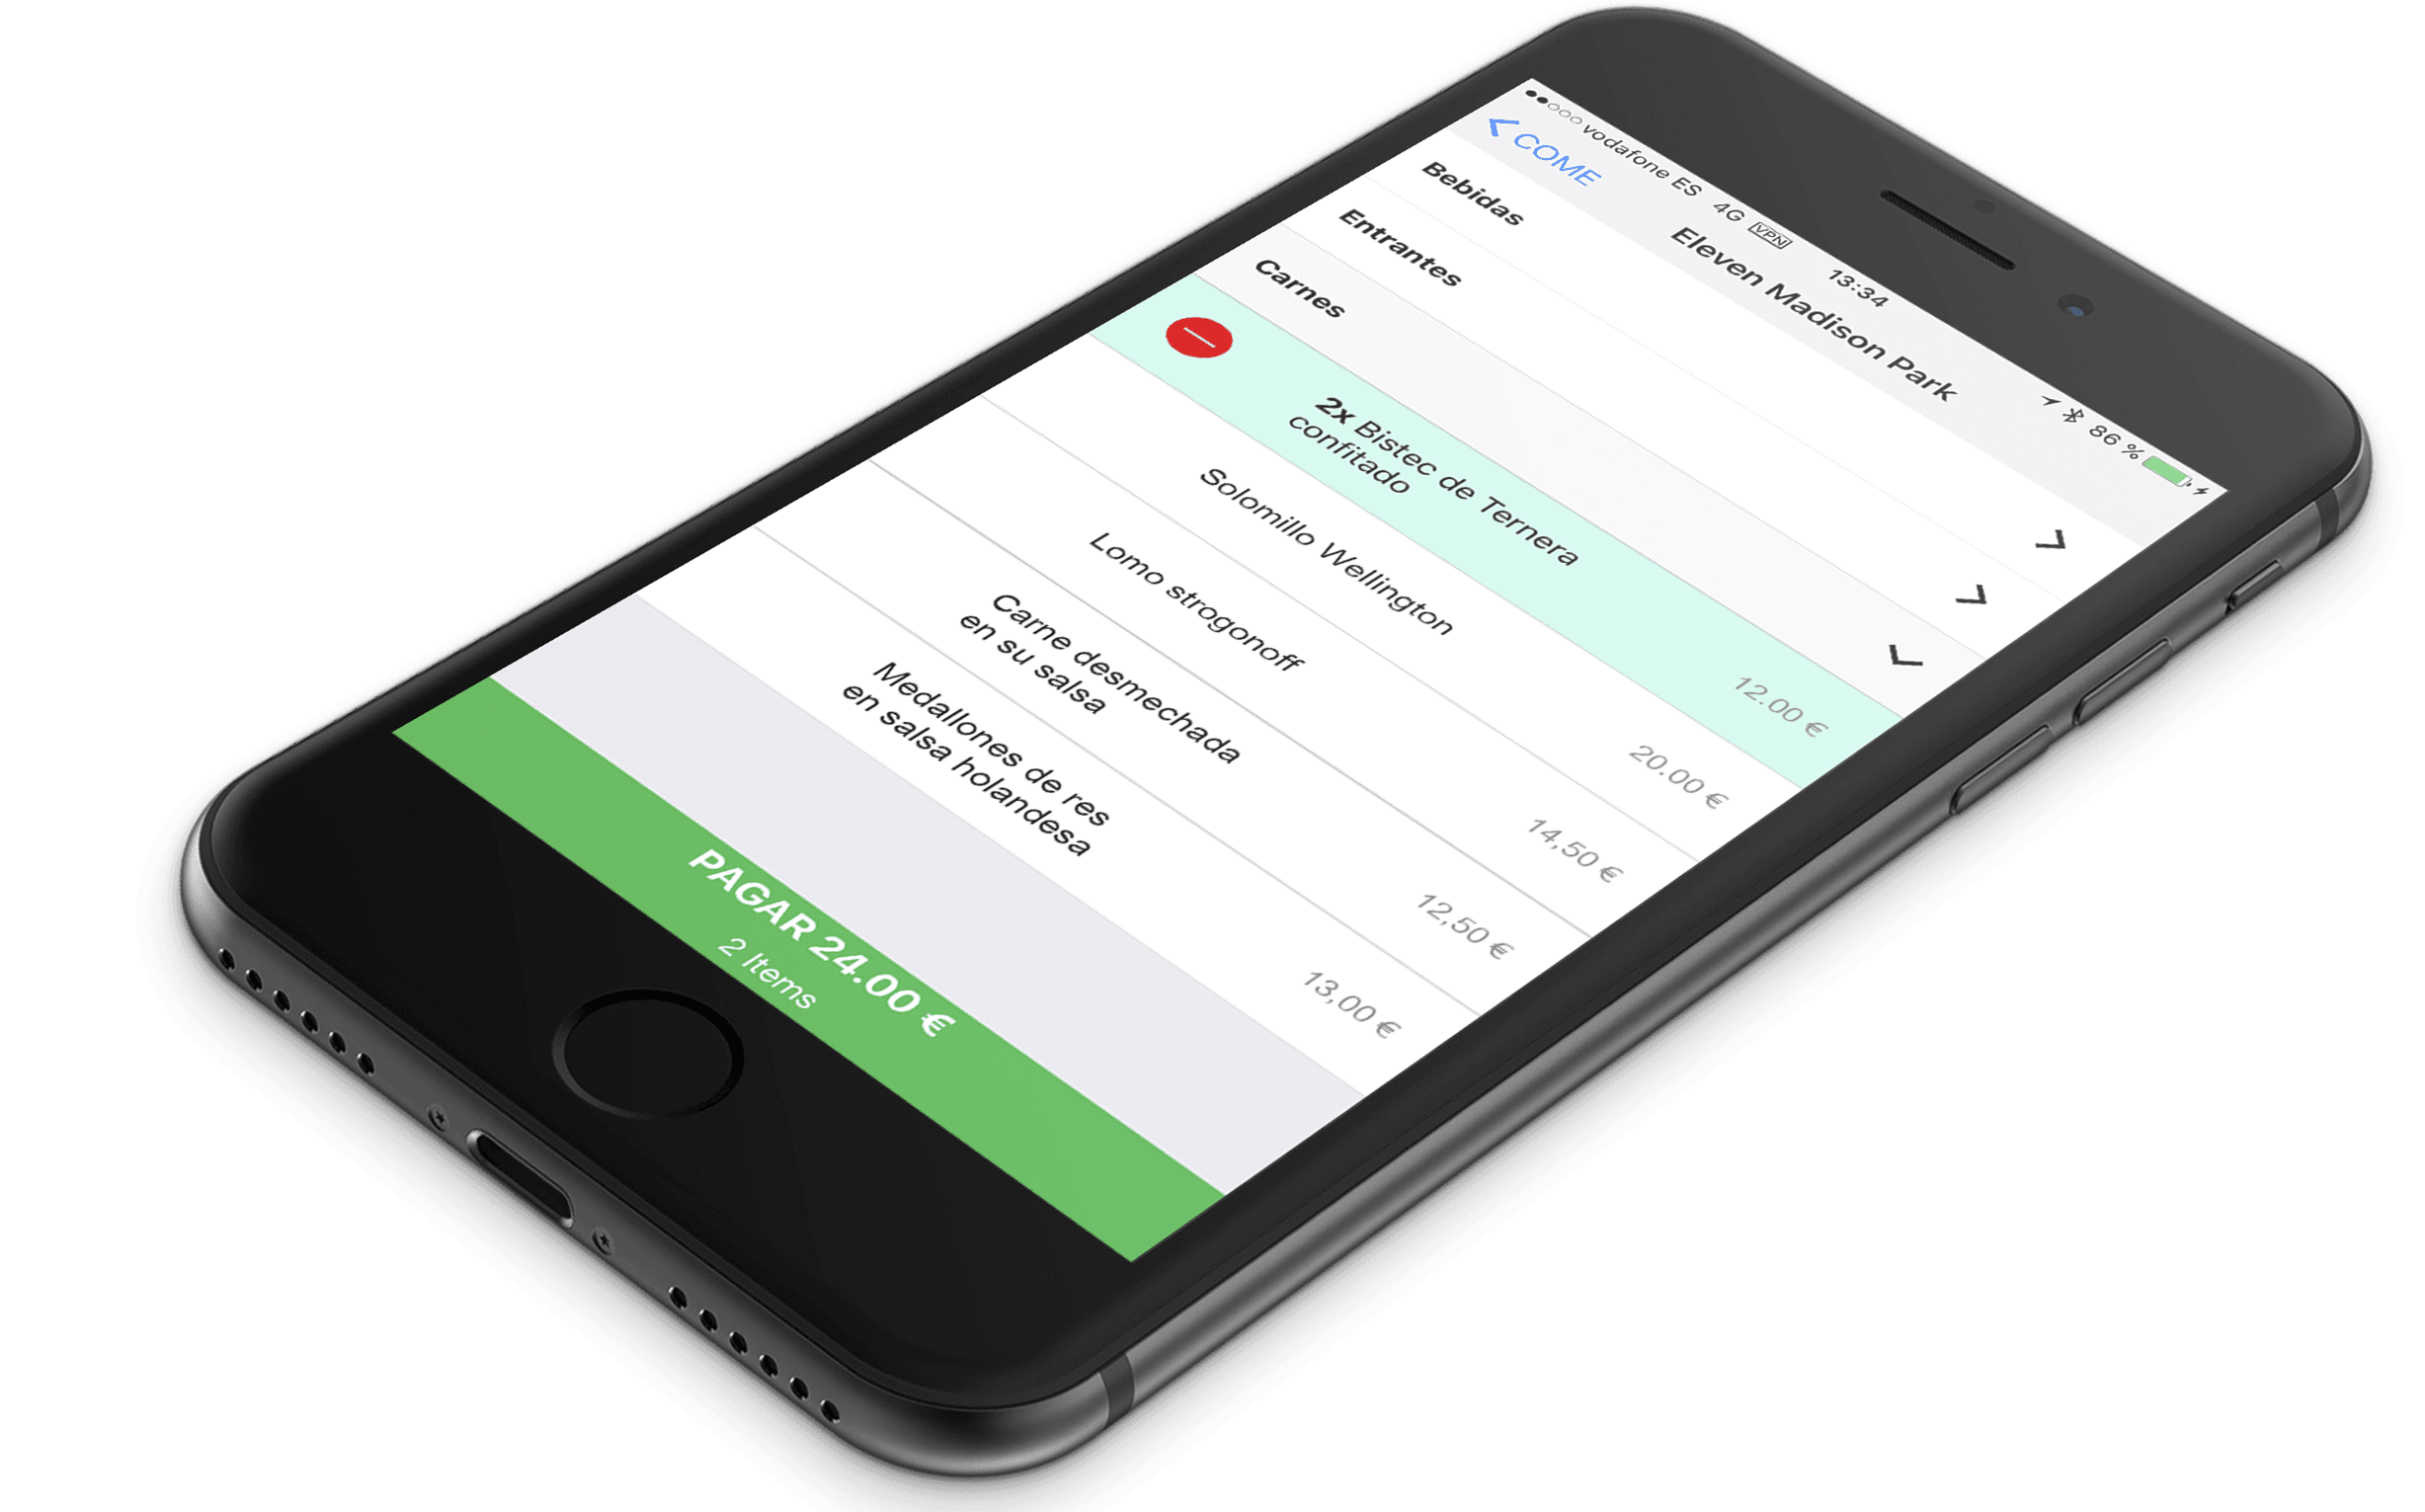 vodafone ES 4G VPN 13:34 86 %
COME
Eleven Madison Park
Bebidas
Entrantes
Carnes
2x Bistec de Ternera
confitado
12.00 €
Solomillo Wellington
20.00 €
Lomo strogonoff
14,50 €
Carne desmechada
en su salsa
12,50 €
Medallones de res
en salsa holandesa
13,00 €
PAGAR 24.00 €
2 Items